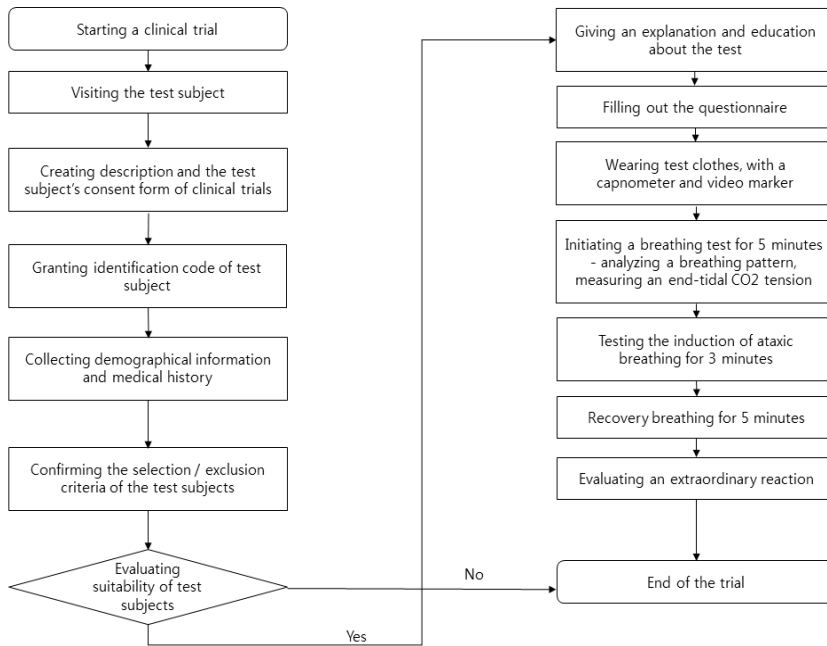 Starting a clinical trial
Visiting the test subject
Creating description and the test
subject's consent form of clinical trials
Granting identification code of test
subject
Collecting demographical information
and medical history
Confirming the selection / exclusion
criteria of the test subjects
Evaluating
suitability of test
subjects
No
Yes
Giving an explanation and education
about the test
Filling out the questionnaire
Wearing test clothes, with a
capnometer and video marker
Initiating a breathing test for 5 minutes
- analyzing a breathing pattern,
measuring an end-tidal CO2 tension
Testing the induction of ataxic
breathing for 3 minutes
Recovery breathing for 5 minutes
Evaluating an extraordinary reaction
End of the trial